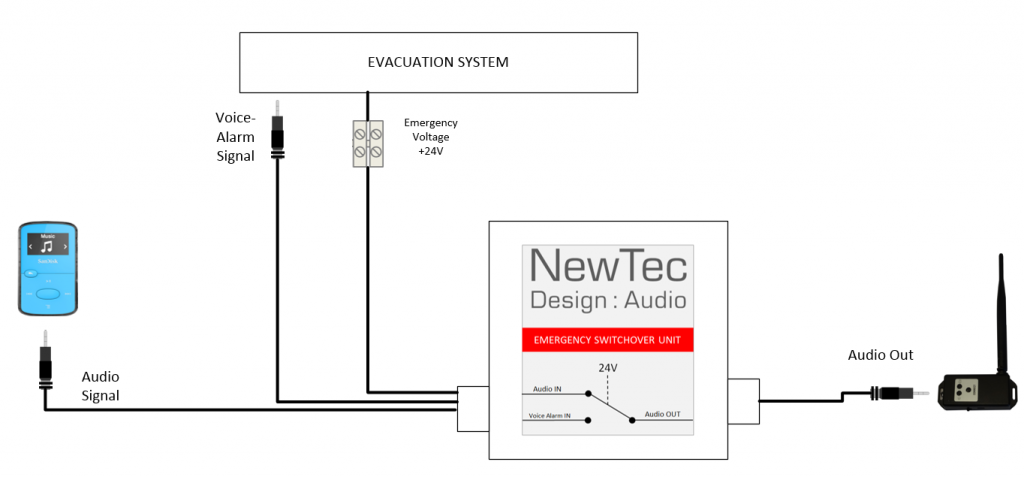 EVACUATION SYSTEM
Voice-
Alarm
Signal
Emergency
Voltage
+24V
Music
SanDisk
Audio
Signal
NewTec
Design : Audio
EMERGENCY SWITCHOVER UNIT
24V
Audio IN
Voice Alarm IN
Audio OUT
Audio Out